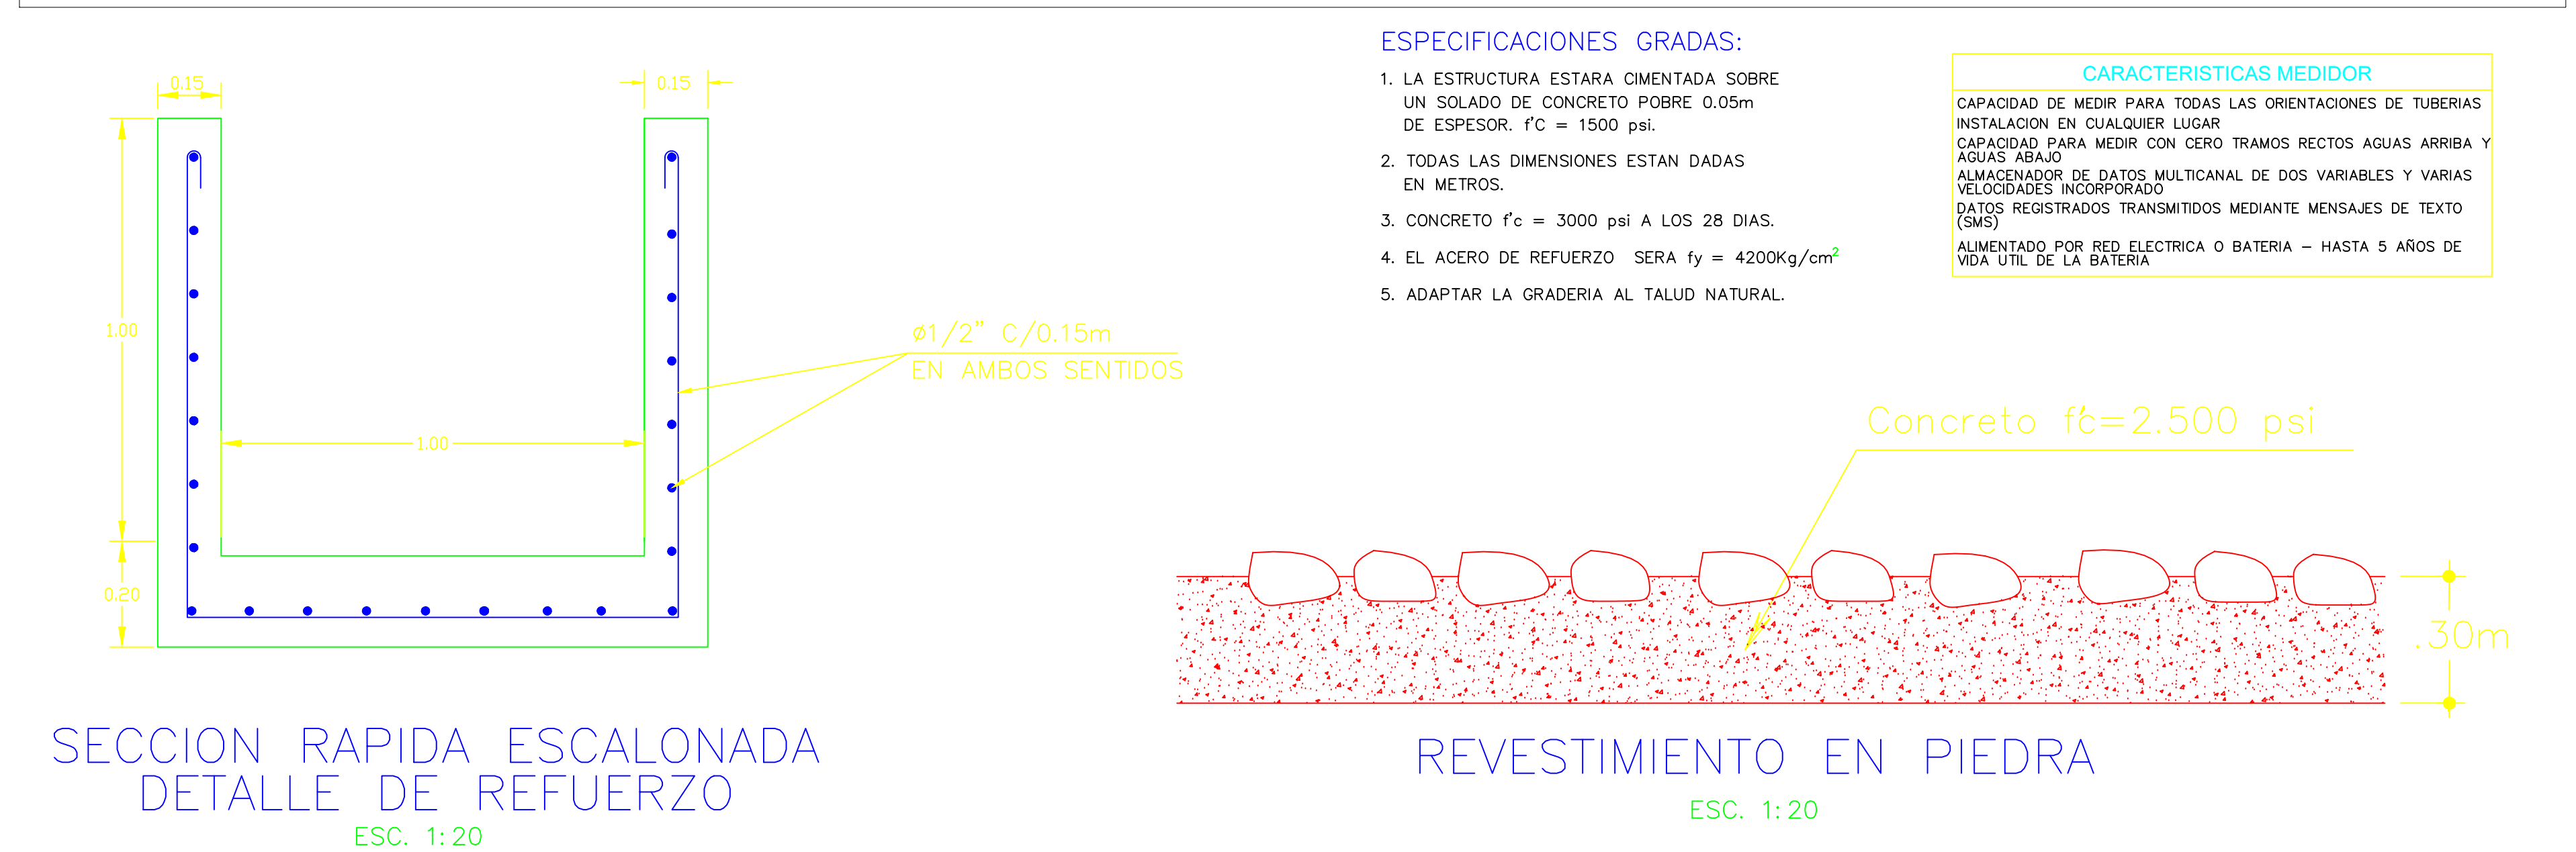 0.15
0.15
1.00
1.00
0.20
ø1/2" C/0.15m
EN AMBOS SENTIDOS
SECCION RAPIDA ESCALONADA
DETALLE DE REFUERZO
ESC. 1:20
ESPECIFICACIONES GRADAS:
1. LA ESTRUCTURA ESTARA CIMENTADA SOBRE
UN SOLADO DE CONCRETO POBRE 0.05m
DE ESPESOR. f'C = 1500 psi.
2. TODAS LAS DIMENSIONES ESTAN DADAS
EN METROS.
3. CONCRETO f'c = 3000 psi A LOS 28 DIAS.
4. EL ACERO DE REFUERZO SERA fy = 4200Kg/cm²
5. ADAPTAR LA GRADERIA AL TALUD NATURAL.
CARACTERISTICAS MEDIDOR
CAPACIDAD DE MEDIR PARA TODAS LAS ORIENTACIONES DE TUBERIAS
INSTALACION EN CUALQUIER LUGAR
CAPACIDAD PARA MEDIR CON CERO TRAMOS RECTOS AGUAS ARRIBA Y
AGUAS ABAJO
ALMACENADOR DE DATOS MULTICANAL DE DOS VARIABLES Y VARIAS
VELOCIDADES INCORPORADO
DATOS REGISTRADOS TRANSMITIDOS MEDIANTE MENSAJES DE TEXTO
(SMS)
ALIMENTADO POR RED ELECTRICA O BATERIA – HASTA 5 AÑOS DE
VIDA UTIL DE LA BATERIA
Concreto f'c=2.500 psi
.30m
REVESTIMIENTO EN PIEDRA
ESC. 1:20